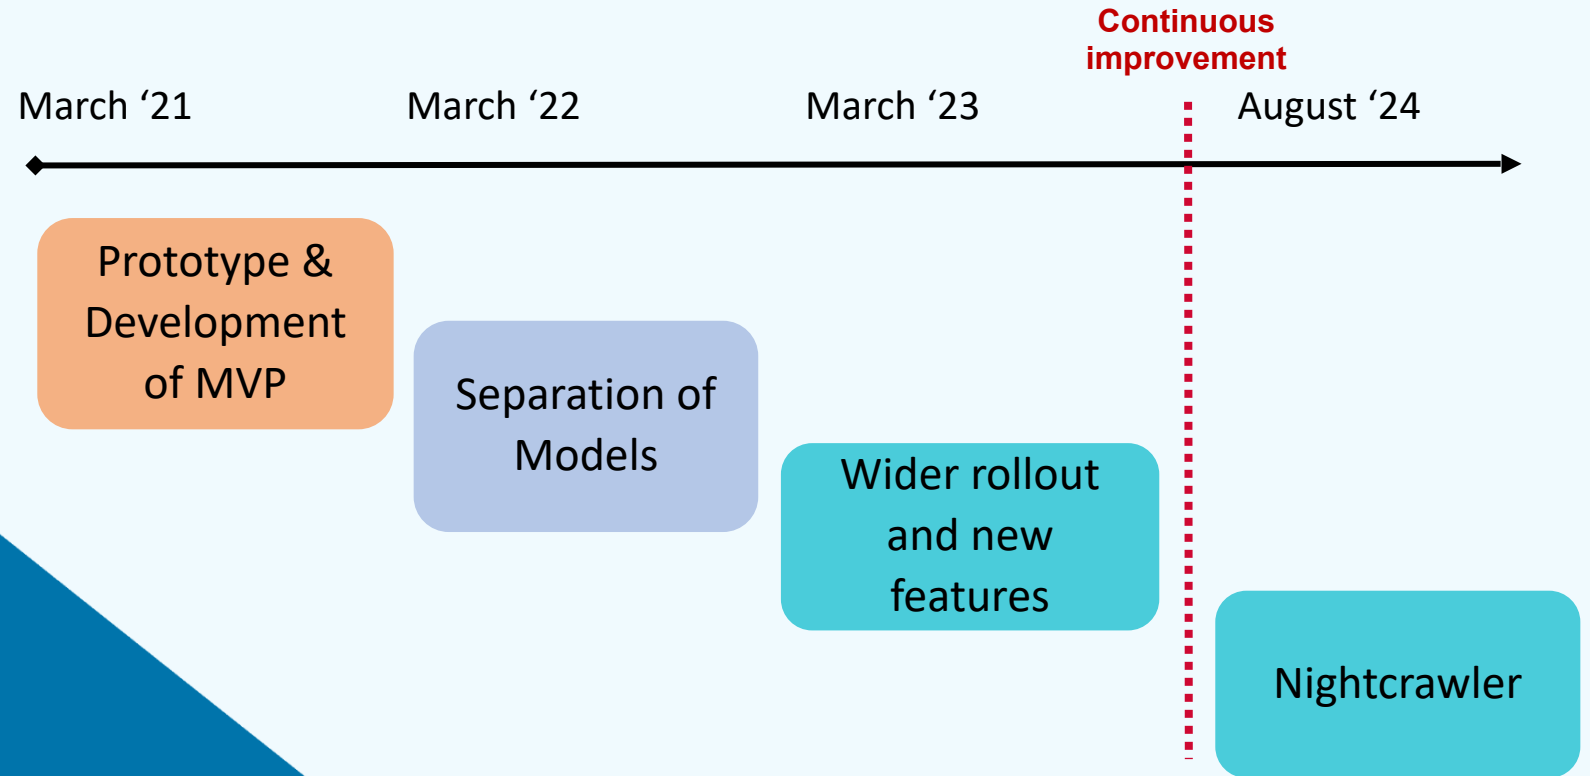 Continuous
improvement
March ‘21
March ‘22
March ‘23
August ‘24
Prototype &
Development
of MVP
Separation of
Models
Wider rollout
and new
features
Nightcrawler